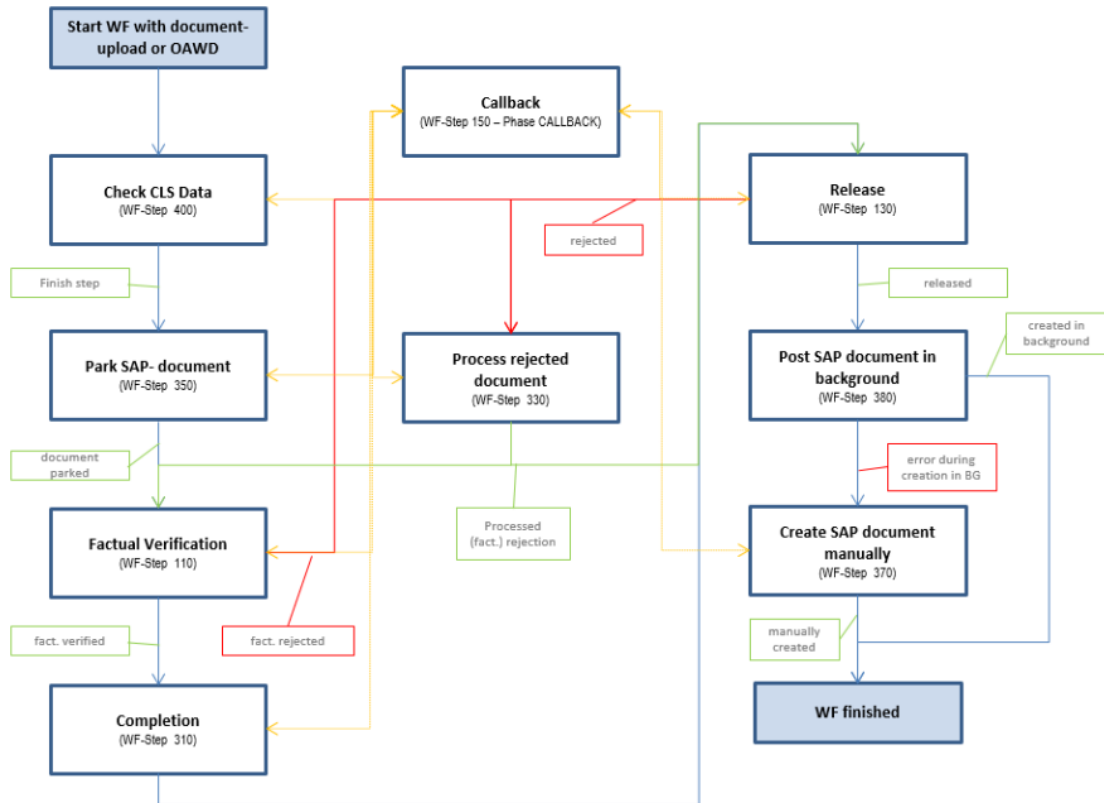 Start WF with document-
upload or OAWD
Callback
(WF-Step 150 – Phase CALLBACK)
Check CLS Data
(WF-Step 400)
Release
(WF-Step 130)
rejected
Finish step
released
created in
background
Park SAP- document
(WF-Step 350)
Process rejected
document
(WF-Step 330)
Post SAP document in
background
(WF-Step 380)
document
parked
error during
creation in BG
Processed
(fact.) rejection
Factual Verification
(WF-Step 110)
Create SAP document
manually
(WF-Step 370)
fact. verified
fact. rejected
manually
created
Completion
(WF-Step 310)
WF finished